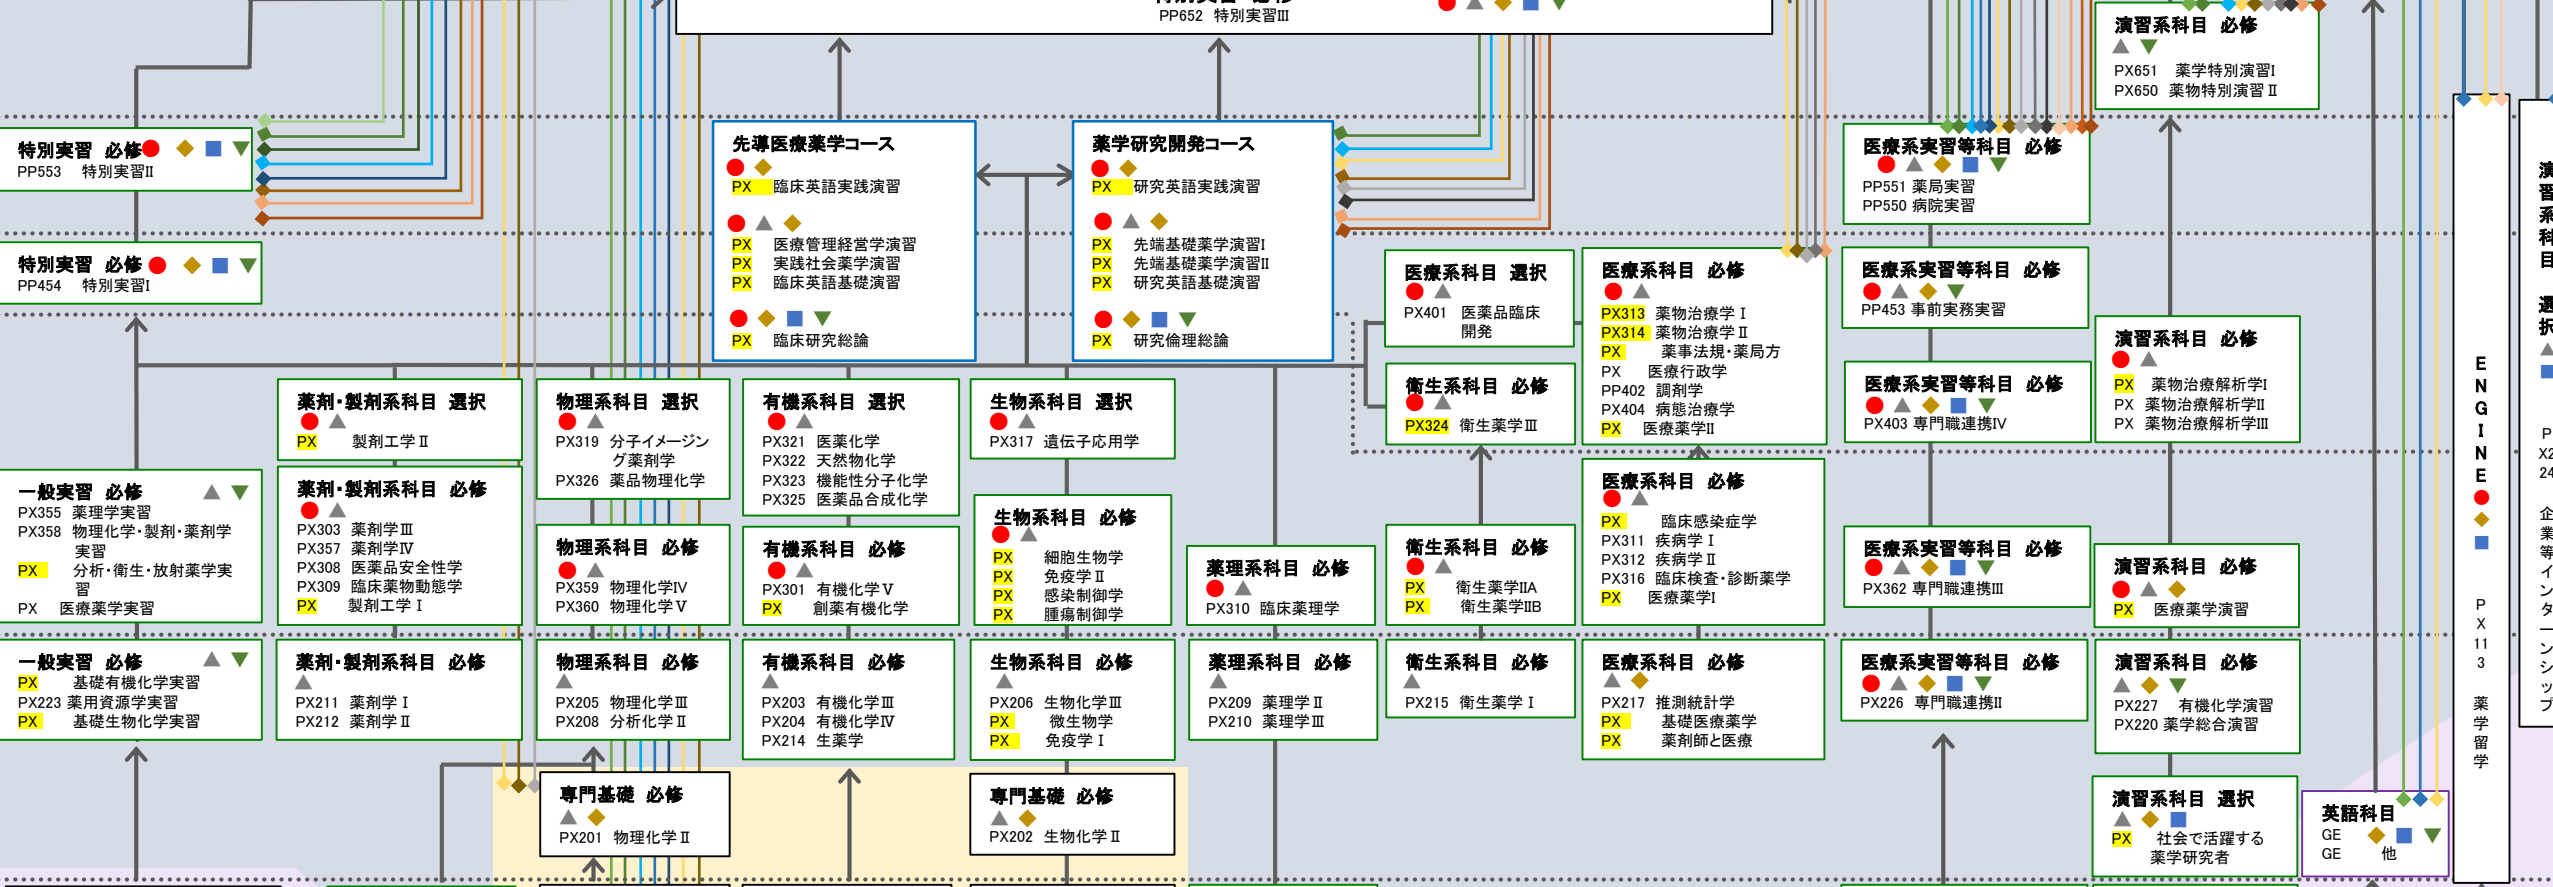 PP652 特別実習Ⅲ
演習系科目 必修
PX651 薬学特別演習Ⅰ
PX650 薬物特別演習Ⅱ
特別実習 必修
PP553 特別実習Ⅱ
先導医療薬学コース
PX 臨床英語実践演習
PX 医療管理経営学演習
PX 実践社会薬学演習
PX 臨床英語基礎演習
PX 臨床研究総論
薬学研究開発コース
PX 研究英語実践演習
PX 先端基礎薬学演習Ⅰ
PX 先端基礎薬学演習Ⅱ
PX 研究英語基礎演習
PX 研究倫理総論
医療系実習等科目 必修
PP551 薬局実習
PP550 病院実習
特別実習 必修
PP454 特別実習Ⅰ
医療系科目 選択
PX401 医薬品臨床
開発
医療系科目 必修
PX313 薬物治療学Ⅰ
PX314 薬物治療学Ⅱ
PX 薬事法規・薬局方
PX 医療行政学
PP402 調剤学
PX404 病態治療学
PX 医療薬学Ⅱ
医療系実習等科目 必修
PP453 事前実務実習
演習系科目 必修
PX 薬物治療解析学Ⅰ
PX 薬物治療解析学Ⅱ
PX 薬物治療解析学Ⅲ
衛生系科目 必修
PX324 衛生薬学Ⅲ
医療系実習等科目 必修
PX403 専門職連携Ⅳ
薬剤・製剤系科目 選択
PX 製剤工学Ⅱ
物理系科目 選択
PX319 分子イメージン
グ薬剤学
PX326 薬品物理化学
有機系科目 選択
PX321 医薬化学
PX322 天然物化学
PX323 機能性分子化学
PX325 医薬品合成化学
生物系科目 選択
PX317 遺伝子応用学
一般実習 必修
PX355 薬理学実習
PX358 物理化学・製剤・薬剤学
実習
PX 分析・衛生・放射薬学実
習
PX 医療薬学実習
薬剤・製剤系科目 必修
PX303 薬剤学Ⅲ
PX357 薬剤学Ⅳ
PX308 医薬品安全性学
PX309 臨床薬物動態学
PX 製剤工学Ⅰ
物理系科目 必修
PX359 物理化学Ⅳ
PX360 物理化学Ⅴ
有機系科目 必修
PX301 有機化学Ⅴ
PX 創薬有機化学
生物系科目 必修
PX 細胞生物学
PX 免疫学Ⅱ
PX 感染制御学
PX 腫瘍制御学
薬理系科目 必修
PX310 臨床薬理学
衛生系科目 必修
PX 衛生薬学ⅡA
PX 衛生薬学ⅡB
医療系科目 必修
PX 臨床感染症学
PX311 疾病学Ⅰ
PX312 疾病学Ⅱ
PX316 臨床検査・診断薬学
PX 医療薬学Ⅰ
医療系実習等科目 必修
PX362 専門職連携Ⅲ
演習系科目 必修
PX 医療薬学演習
一般実習 必修
PX 基礎有機化学実習
PX223 薬用資源学実習
PX 基礎生物化学実習
薬剤・製剤系科目 必修
PX211 薬剤学Ⅰ
PX212 薬剤学Ⅱ
物理系科目 必修
PX205 物理化学Ⅲ
PX208 分析化学Ⅱ
有機系科目 必修
PX203 有機化学Ⅲ
PX204 有機化学Ⅳ
PX214 生薬学
生物系科目 必修
PX206 生物化学Ⅲ
PX 微生物学
PX 免疫学Ⅰ
薬理系科目 必修
PX209 薬理学Ⅱ
PX210 薬理学Ⅲ
衛生系科目 必修
PX215 衛生薬学Ⅰ
医療系科目 必修
PX217 推測統計学
PX 基礎医療薬学
PX 薬剤師と医療
医療系実習等科目 必修
PX226 専門職連携Ⅱ
演習系科目 必修
PX227 有機化学演習
PX220 薬学総合演習
専門基礎 必修
PX201 物理化学Ⅱ
専門基礎 必修
PX202 生物化学Ⅱ
演習系科目 選択
PX 社会で活躍する
薬学研究者
英語科目
GE
GE 他
ENGINE
PX113 薬学留学
演習系科目 選択
PX224 企業等インターンシップ